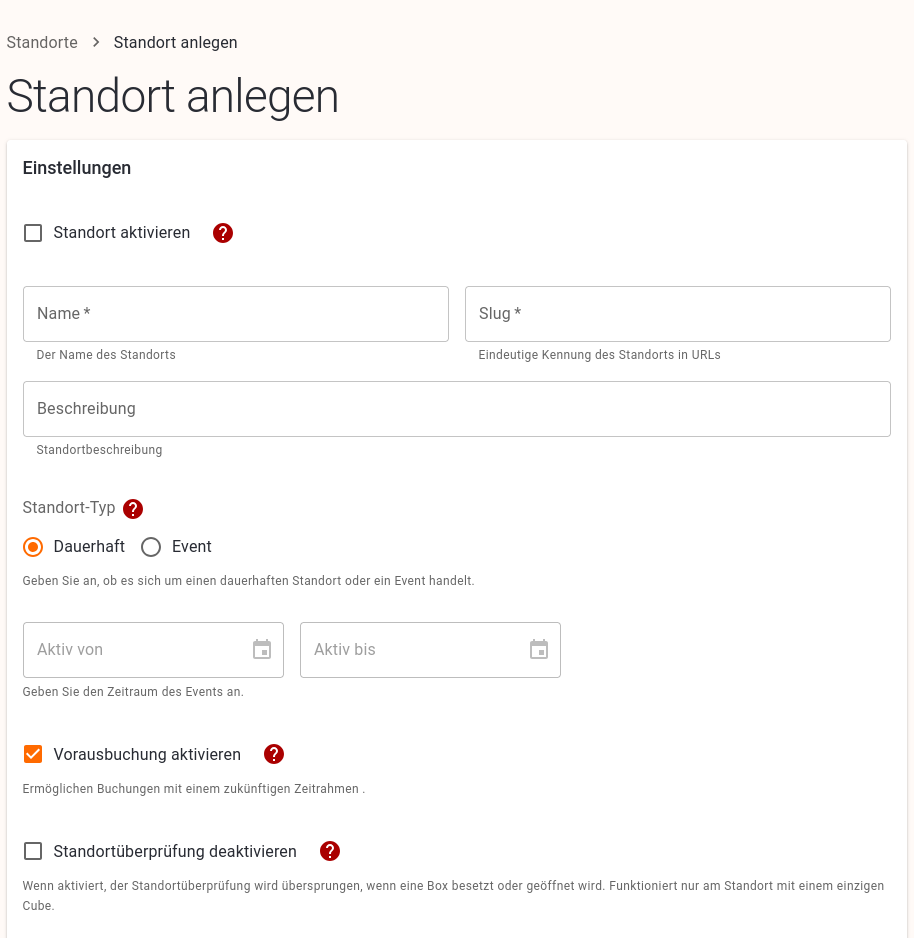 Standorte > Standort anlegen
Standort anlegen
Einstellungen
Standort aktivieren ?
Name * Slug *
Der Name des Standorts Eindeutige Kennung des Standorts in URLs
Beschreibung
Standortbeschreibung
Standort-Typ ?
Dauerhaft Event
Geben Sie an, ob es sich um einen dauerhaften Standort oder ein Event handelt.
Aktiv von Aktiv bis
Geben Sie den Zeitraum des Events an.
Vorausbuchung aktivieren ?
Ermöglichen Buchungen mit einem zukünftigen Zeitrahmen .
Standortüberprüfung deaktivieren ?
Wenn aktiviert, der Standortüberprüfung wird übersprungen, wenn eine Box besetzt oder geöffnet wird. Funktioniert nur am Standort mit einem einzigen
Cube.